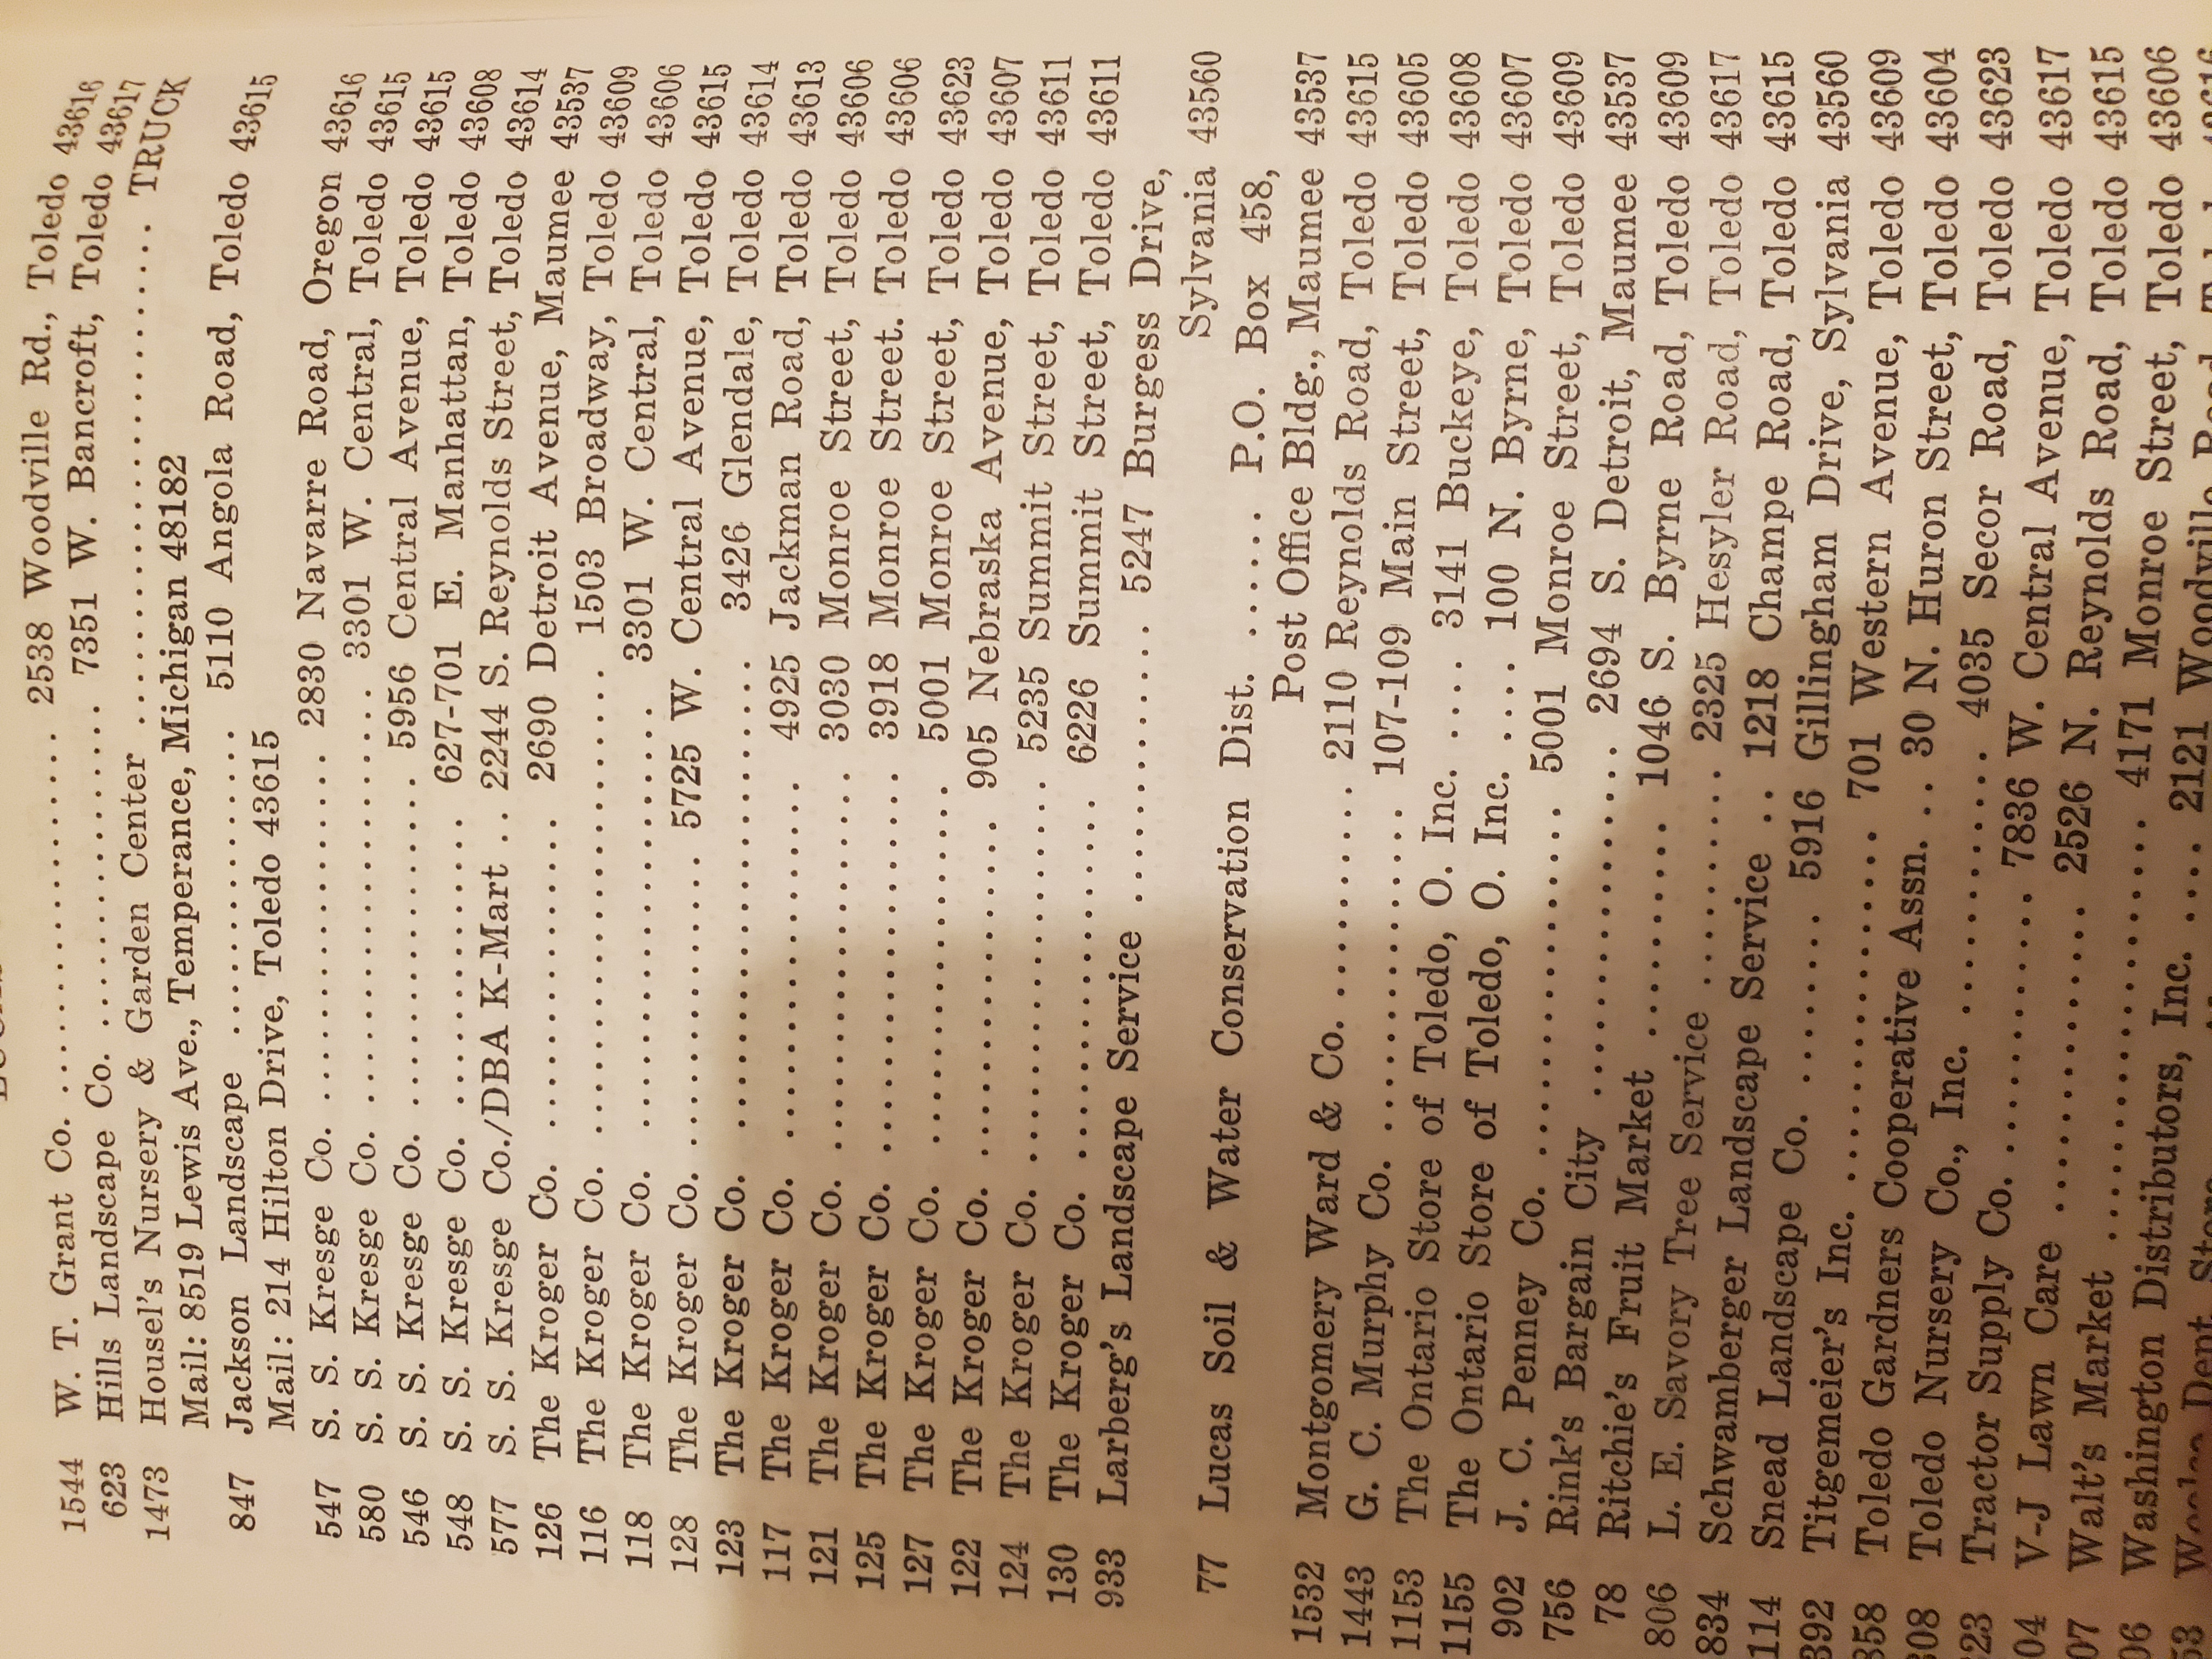 1544 W. T. Grant Co. .................... 2538 Woodville Rd., Toledo 43616
623 Hills Landscape Co. .................. 7351 W. Bancroft, Toledo 43617
1473 Housel's Nursery & Garden Center .............................. TRUCK
Mail: 8519 Lewis Ave., Temperance, Michigan 48182
847 Jackson Landscape ................ 5110 Angola Road, Toledo 43615
Mail: 214 Hilton Drive, Toledo 43615
547 S. S. Kresge Co. .................... 2830 Navarre Road, Oregon 43616
580 S. S. Kresge Co. ........................ 3301 W. Central, Toledo 43615
546 S. S. Kresge Co. .................... 5956 Central Avenue, Toledo 43615
548 S. S. Kresge Co. ................. 627-701 E. Manhattan, Toledo 43608
577 S. S. Kresge Co./DBA K-Mart .. 2244 S. Reynolds Street, Toledo 43614
126 The Kroger Co. ................. 2690 Detroit Avenue, Maumee 43537
116 The Kroger Co. .......................... 1503 Broadway, Toledo 43609
118 The Kroger Co. ........................ 3301 W. Central, Toledo 43606
128 The Kroger Co. ................ 5725 W. Central Avenue, Toledo 43615
123 The Kroger Co. .......................... 3426 Glendale, Toledo 43614
117 The Kroger Co. .................... 4925 Jackman Road, Toledo 43613
121 The Kroger Co. .................... 3030 Monroe Street, Toledo 43606
125 The Kroger Co. .................... 3918 Monroe Street. Toledo 43606
127 The Kroger Co. .................... 5001 Monroe Street, Toledo 43623
122 The Kroger Co. .................. 905 Nebraska Avenue, Toledo 43607
124 The Kroger Co. .................... 5235 Summit Street, Toledo 43611
130 The Kroger Co. .................... 6226 Summit Street, Toledo 43611
933 Larberg's Landscape Service ............... 5247 Burgess Drive,
Sylvania 43560
77 Lucas Soil & Water Conservation Dist. ...... P.O. Box 458,
Post Office Bldg., Maumee 43537
1532 Montgomery Ward & Co. ............ 2110 Reynolds Road, Toledo 43615
1443 G. C. Murphy Co. .................. 107-109 Main Street, Toledo 43605
1153 The Ontario Store of Toledo, O. Inc. .... 3141 Buckeye, Toledo 43608
1155 The Ontario Store of Toledo, O. Inc. .... 100 N. Byrne, Toledo 43607
902 J. C. Penney Co. .................... 5001 Monroe Street, Toledo 43609
756 Rink's Bargain City .................. 2694 S. Detroit, Maumee 43537
78 Ritchie's Fruit Market ............ 1046 S. Byrne Road, Toledo 43609
806 L. E. Savory Tree Service ............ 2325 Hesyler Road, Toledo 43617
834 Schwamberger Landscape Service .. 1218 Champe Road, Toledo 43615
114 Snead Landscape Co. .......... 5916 Gillingham Drive, Sylvania 43560
392 Titgemeier's Inc. .................. 701 Western Avenue, Toledo 43609
358 Toledo Gardners Cooperative Assn. .. 30 N. Huron Street, Toledo 43604
308 Toledo Nursery Co., Inc. .............. 4035 Secor Road, Toledo 43623
23 Tractor Supply Co. .............. 7836 W. Central Avenue, Toledo 43617
04 V-J Lawn Care ................ 2526 N. Reynolds Road, Toledo 43615
07 Walt's Market .................... 4171 Monroe Street, Toledo 43606
06 Washington Distributors, Inc. .... 2121 Woodville